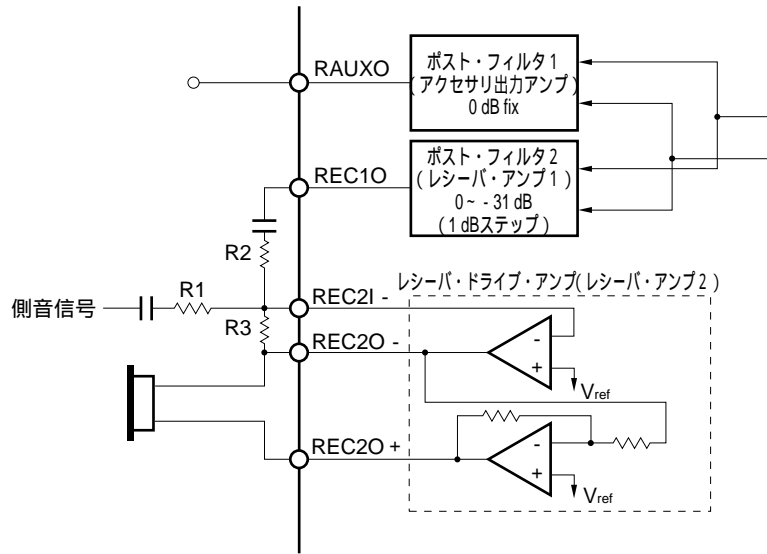 RAUXO
ポスト・フィルタ1
(アクセサリ出力アンプ)
0 dB fix
REC1O
ポスト・フィルタ2
(レシーバ・アンプ1)
0~ - 31 dB
(1 dBステップ)
R2
R1
側音信号
R3
REC2I -
レシーバ・ドライブ・アンプ(レシーバ・アンプ2)
REC2O -
-
+
Vref
REC2O +
-
+
Vref